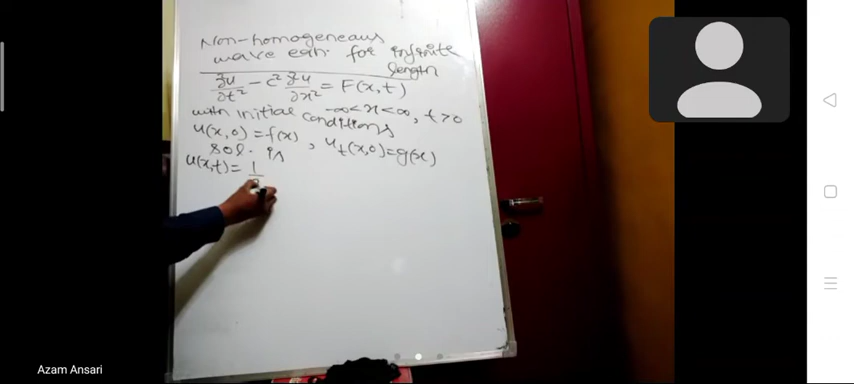 Non-homogeneous
wave eqn. for infinite
length
∂²u/∂t² - c² ∂²u/∂x² = F(x,t)
-∞<x<∞, t>0
with initial conditions
u(x,0)=f(x), u_t(x,0)=g(x)
sol. is
u(x,t) = 1/2
Azam Ansari